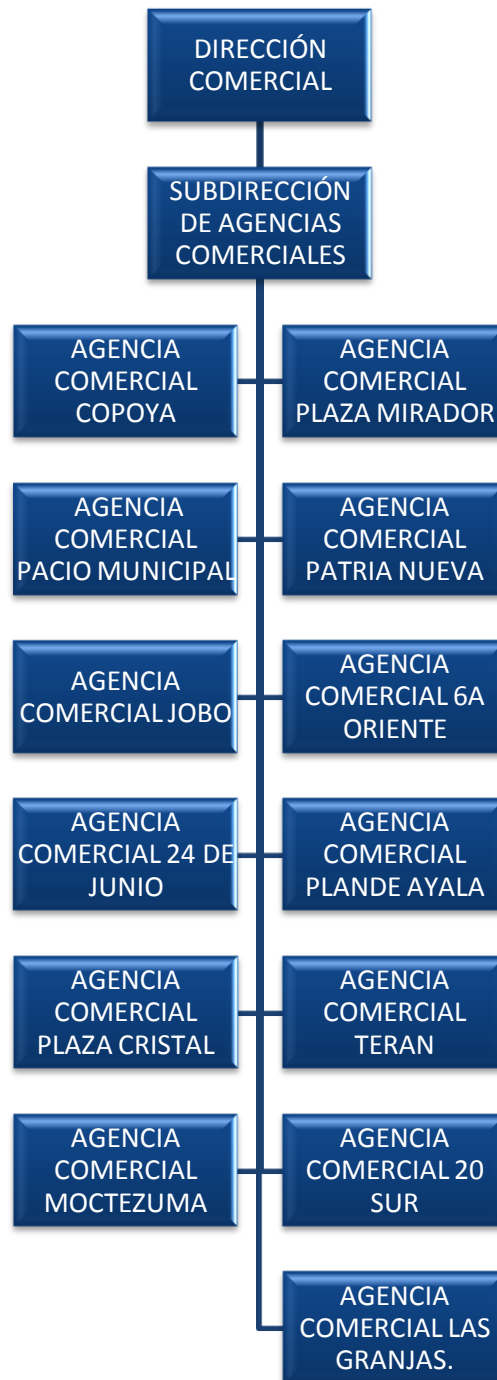 DIRECCIÓN
COMERCIAL
SUBDIRECCIÓN
DE AGENCIAS
COMERCIALES
AGENCIA
COMERCIAL
COPOYA
AGENCIA
COMERCIAL
PLAZA MIRADOR
AGENCIA
COMERCIAL
PACIO MUNICIPAL
AGENCIA
COMERCIAL
PATRIA NUEVA
AGENCIA
COMERCIAL JOBO
AGENCIA
COMERCIAL 6A
ORIENTE
AGENCIA
COMERCIAL 24 DE
JUNIO
AGENCIA
COMERCIAL
PLANDE AYALA
AGENCIA
COMERCIAL
PLAZA CRISTAL
AGENCIA
COMERCIAL
TERAN
AGENCIA
COMERCIAL
MOCTEZUMA
AGENCIA
COMERCIAL 20
SUR
AGENCIA
COMERCIAL LAS
GRANJAS.